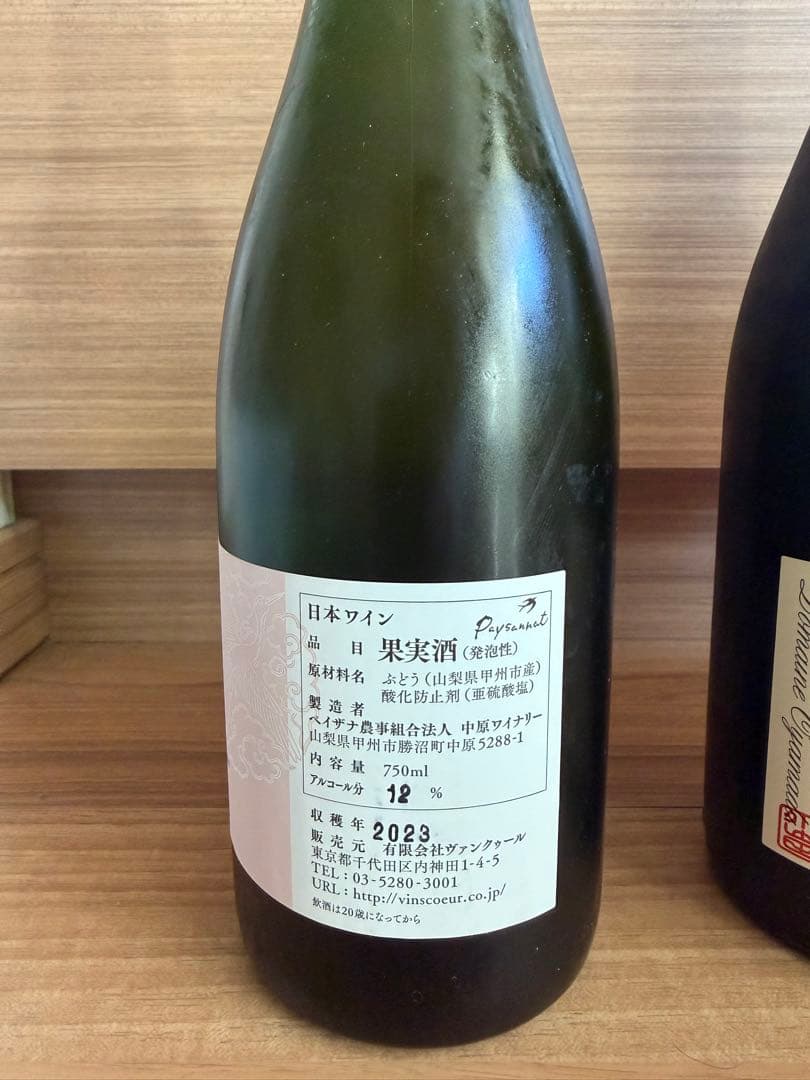 日本ワイン
Paysannat
品目 果実酒（発泡性）
原材料名 ぶどう（山梨県甲州市産）
酸化防止剤（亜硫酸塩）
製造者
ペイザナ農事組合法人 中原ワイナリー
山梨県甲州市勝沼町中原5288-1
内容量 750ml
アルコール分 12 %
収穫年 2023
販売元 有限会社ヴァンクゥール
東京都千代田区内神田1-4-5
TEL：03-5280-3001
URL：http://vinscoeur.co.jp/
飲酒は20歳になってから
Domaine Oyamada